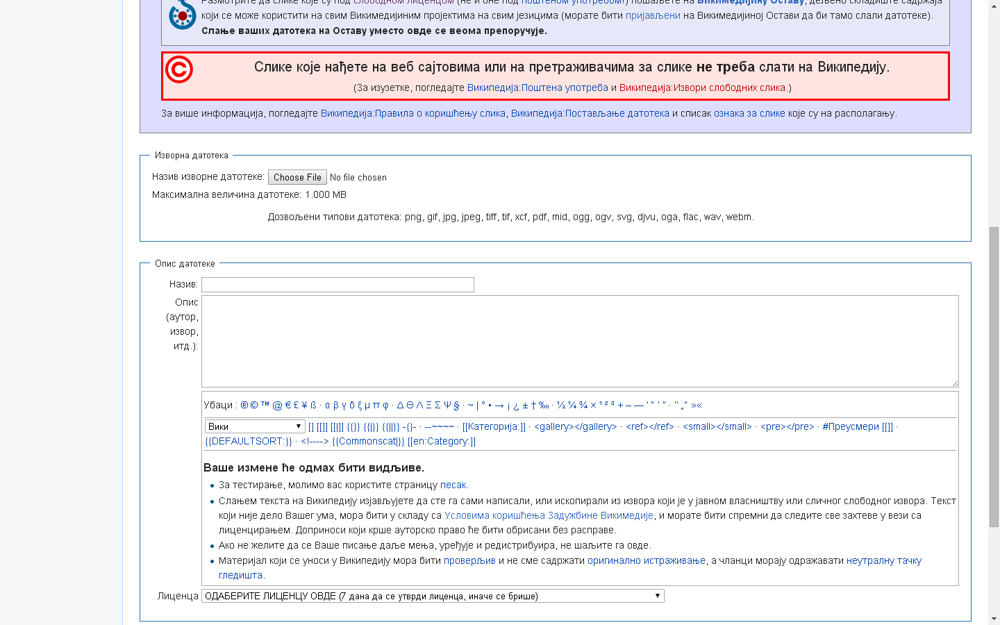 Размотрите да слике које су под слободном лиценцом (не и оне под поштеном употребом!) пошаљете на Викимедијину Оставу, дељено складиште садржаја
који се може користити на свим Викимедијиним пројектима на свим језицима (морате бити пријављени на Викимедијиној Остави да би тамо слали датотеке).
Слање ваших датотека на Оставу уместо овде се веома препоручује.
Слике које нађете на веб сајтовима или на претраживачима за слике не треба слати на Википедију.
(За изузетке, погледајте Википедија:Поштена употреба и Википедија:Извори слободних слика.)
За више информација, погледајте Википедија:Правила о коришћењу слика, Википедија:Постављање датотека и списак ознака за слике које су на располагању.
Изворна датотека
Назив изворне датотеке: Choose File No file chosen
Максимална величина датотеке: 1.000 MB
Дозвољени типови датотека: png, gif, jpg, jpeg, tiff, tif, xcf, pdf, mid, ogg, ogv, svg, djvu, oga, flac, wav, webm.
Опис датотеке
Назив:
Опис
(аутор,
извор,
итд.):
Убаци : ® © ™ @ € £ ¥ ß · α β γ δ ξ μ π φ · Δ Θ Λ Ξ Σ Ψ § · ~ | ° • → ¡ ¿ ± † ‰ · ½ ¼ ¾ × ¹ ² ³ + – — ' " ‘ ” · “ „” »«
Вики [] [[]] [[|]] {{}} {{|}} {{||}} -{}- · --~~~~ · [[Категорија:]] · <gallery></gallery> · <ref></ref> · <small></small> · <pre></pre> · #Преусмери [[]] ·
{{DEFAULTSORT:}} · <!----> {{Commonscat|}} [[en:Category:]]
Ваше измене ће одмах бити видљиве.
За тестирање, молимо вас користите страницу песак.
Слањем текста на Википедију изјављујете да сте га сами написали, или ископирали из извора који је у јавном власништву или сличног слободног извора. Текст
који није дело Вашег ума, мора бити у складу са Условима коришћења Задужбине Викимедије, и морате бити спремни да следите све захтеве у вези са
лиценцирањем. Доприноси који крше ауторско право ће бити обрисани без расправе.
Ако не желите да се Ваше писање даље мења, уређује и редистрибуира, не шаљите га овде.
Материјал који се уноси у Википедију мора бити проверљив и не сме садржати оригинално истраживање, а чланци морају одражавати неутралну тачку
гледишта.
Лиценца ОДАБЕРИТЕ ЛИЦЕНЦУ ОВДЕ (7 дана да се утврди лиценца, иначе се брише)